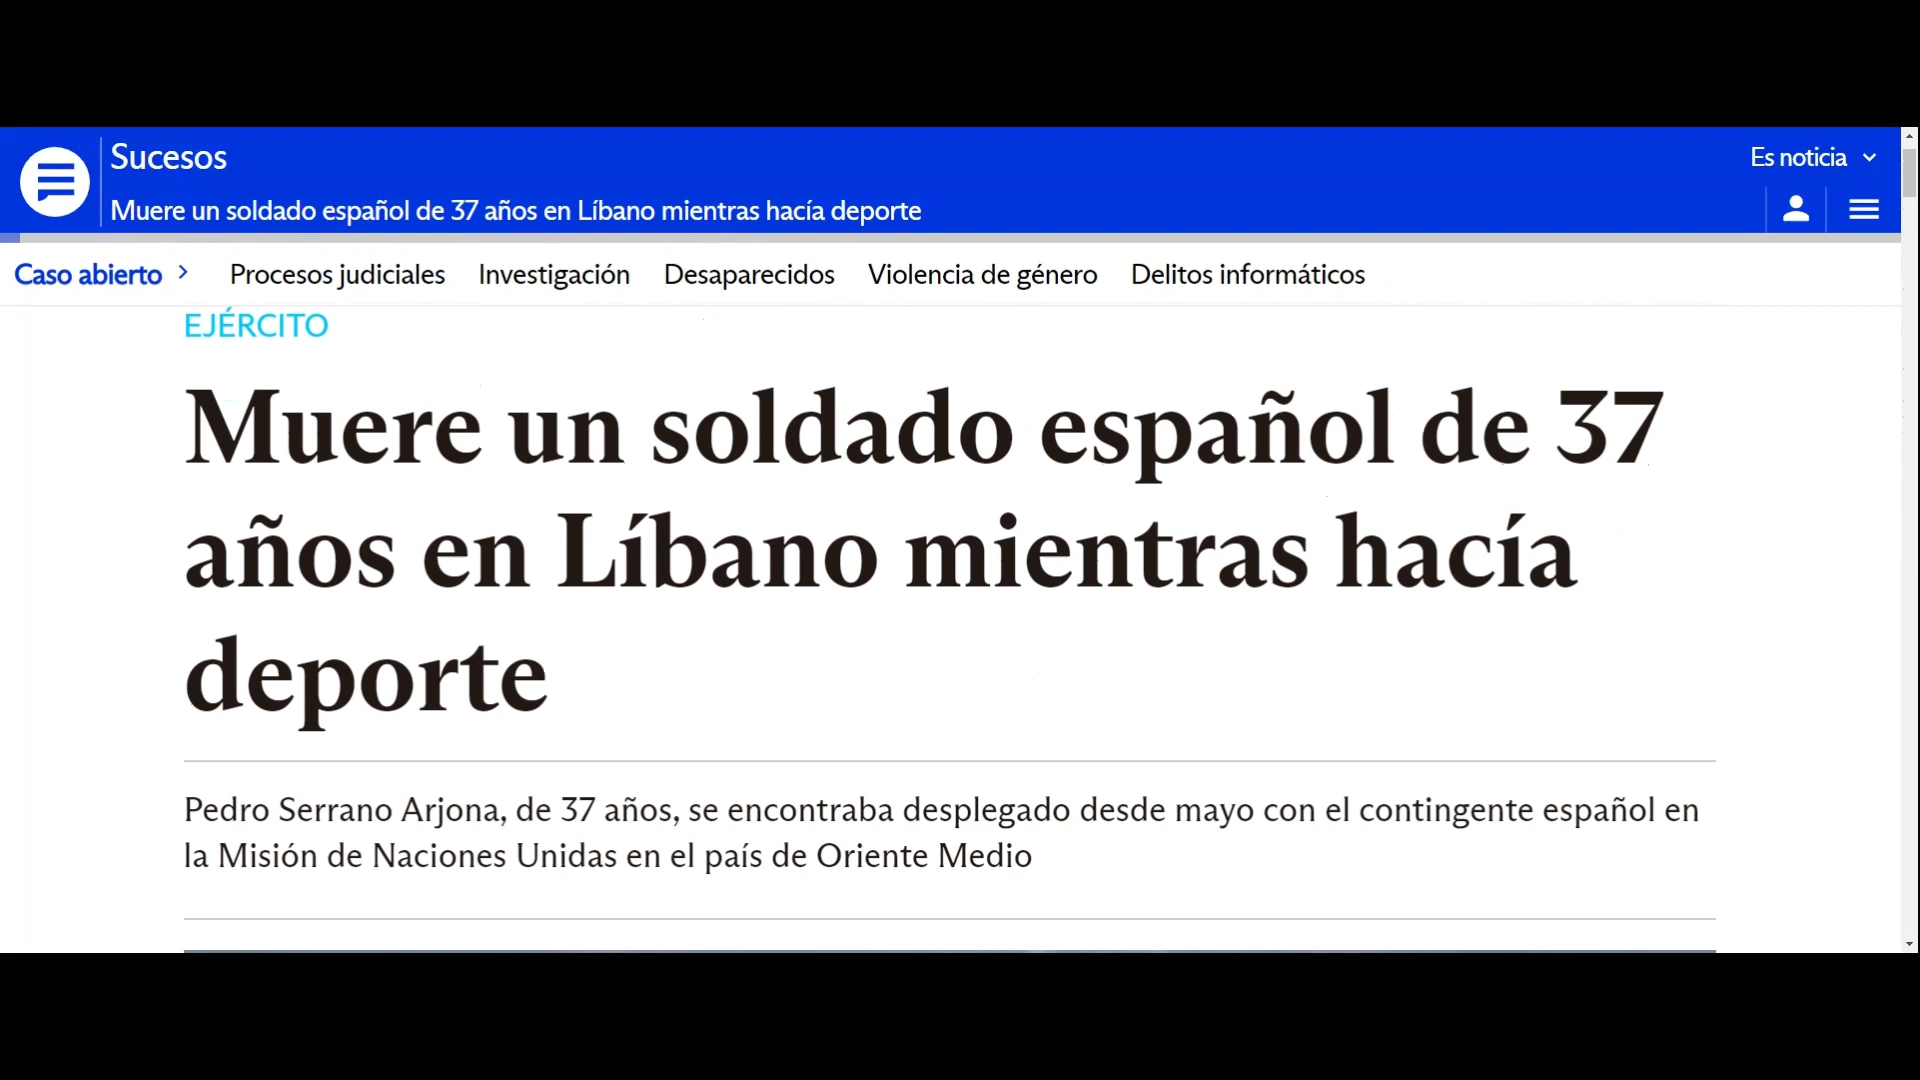 Sucesos
Es noticia
Muere un soldado español de 37 años en Líbano mientras hacía deporte
Caso abierto
Procesos judiciales
Investigación
Desaparecidos
Violencia de género
Delitos informáticos
EJÉRCITO
Muere un soldado español de 37
años en Líbano mientras hacía
deporte
Pedro Serrano Arjona, de 37 años, se encontraba desplegado desde mayo con el contingente español en
la Misión de Naciones Unidas en el país de Oriente Medio